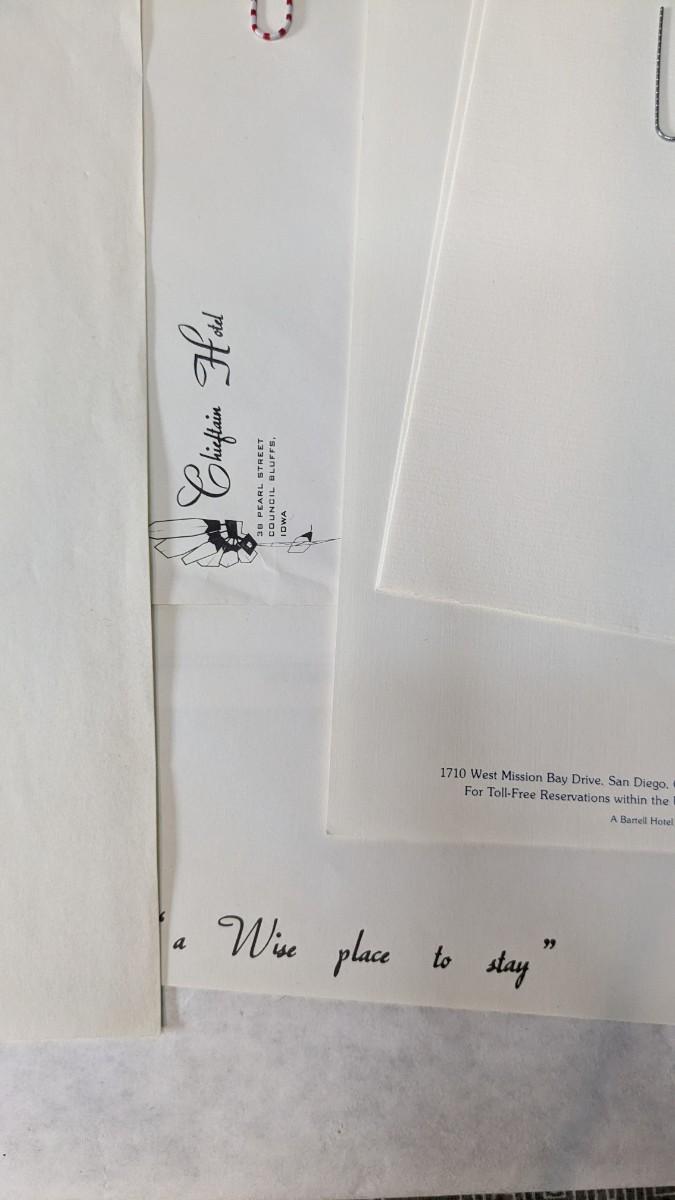 Chieftain Hotel
38 PEARL STREET
COUNCIL BLUFFS,
IOWA
1710 West Mission Bay Drive, San Diego,
For Toll-Free Reservations within the
A Bartell Hotel
“a Wise place to stay”